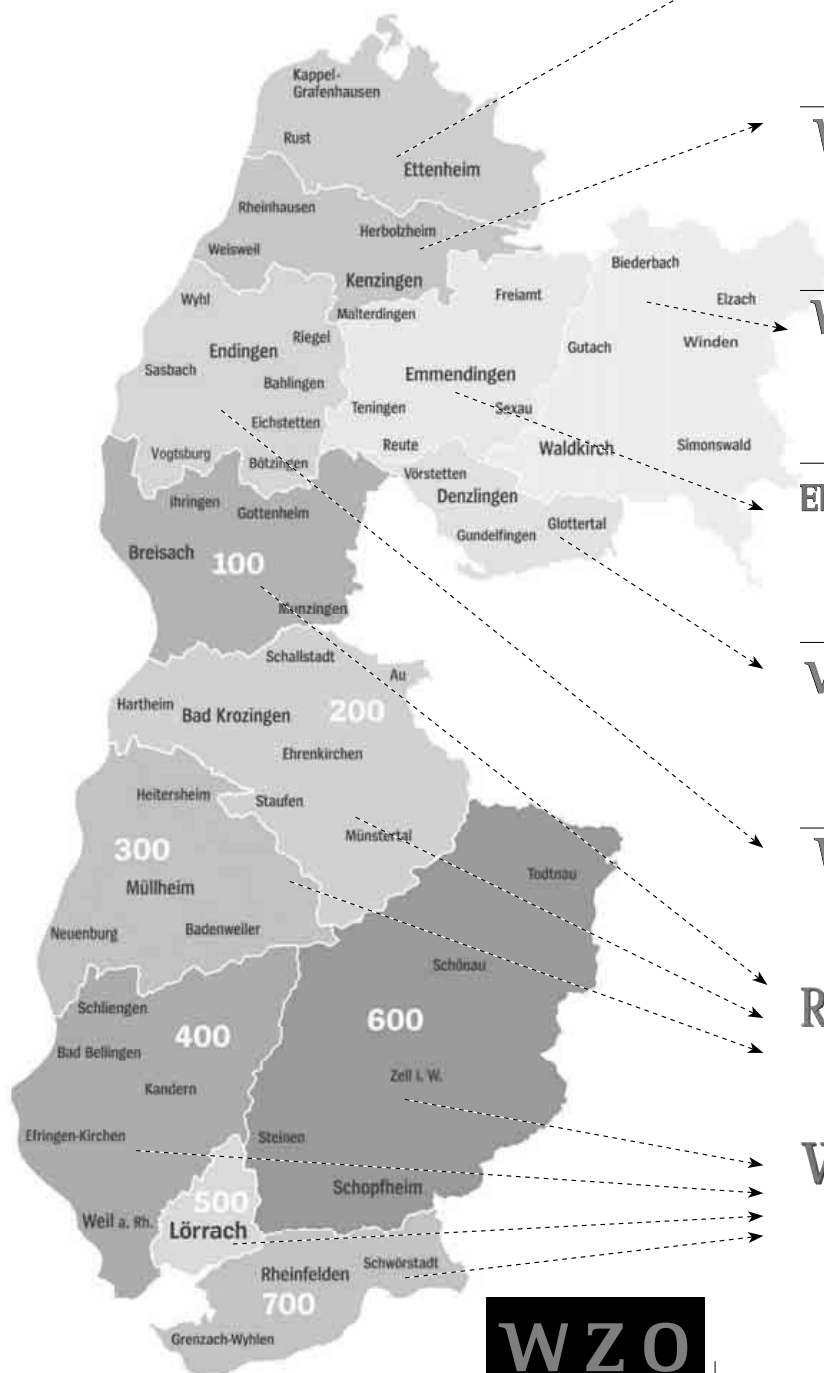 Kappel-
Grafenhausen
Rust
Ettenheim
Rheinhausen
Herbolzheim
Weisweil
Kenzingen
Biederbach
Wyhl
Freiamt
Elzach
Malterdingen
Riegel
Endingen
Gutach
Winden
Sasbach
Bahlingen
Emmendingen
Teningen
Sexau
Eichstetten
Reute
Waldkirch
Simonswald
Vogtsburg
Bötzingen
Vörstetten
Denzlingen
Ihringen
Gottenheim
Gundelfingen
Glottertal
Breisach
100
Munzingen
Schallstadt
Au
Hartheim
Bad Krozingen
200
Ehrenkirchen
Heitersheim
Staufen
Münstertal
300
Müllheim
Todtnau
Neuenburg
Badenweiler
Schönau
Schliengen
400
600
Bad Bellingen
Kandern
Zell i. W.
Efringen-Kirchen
Steinen
500
Schopfheim
Weil a. Rh.
Lörrach
Rheinfelden
Schwörstadt
700
Grenzach-Wyhlen
WZO